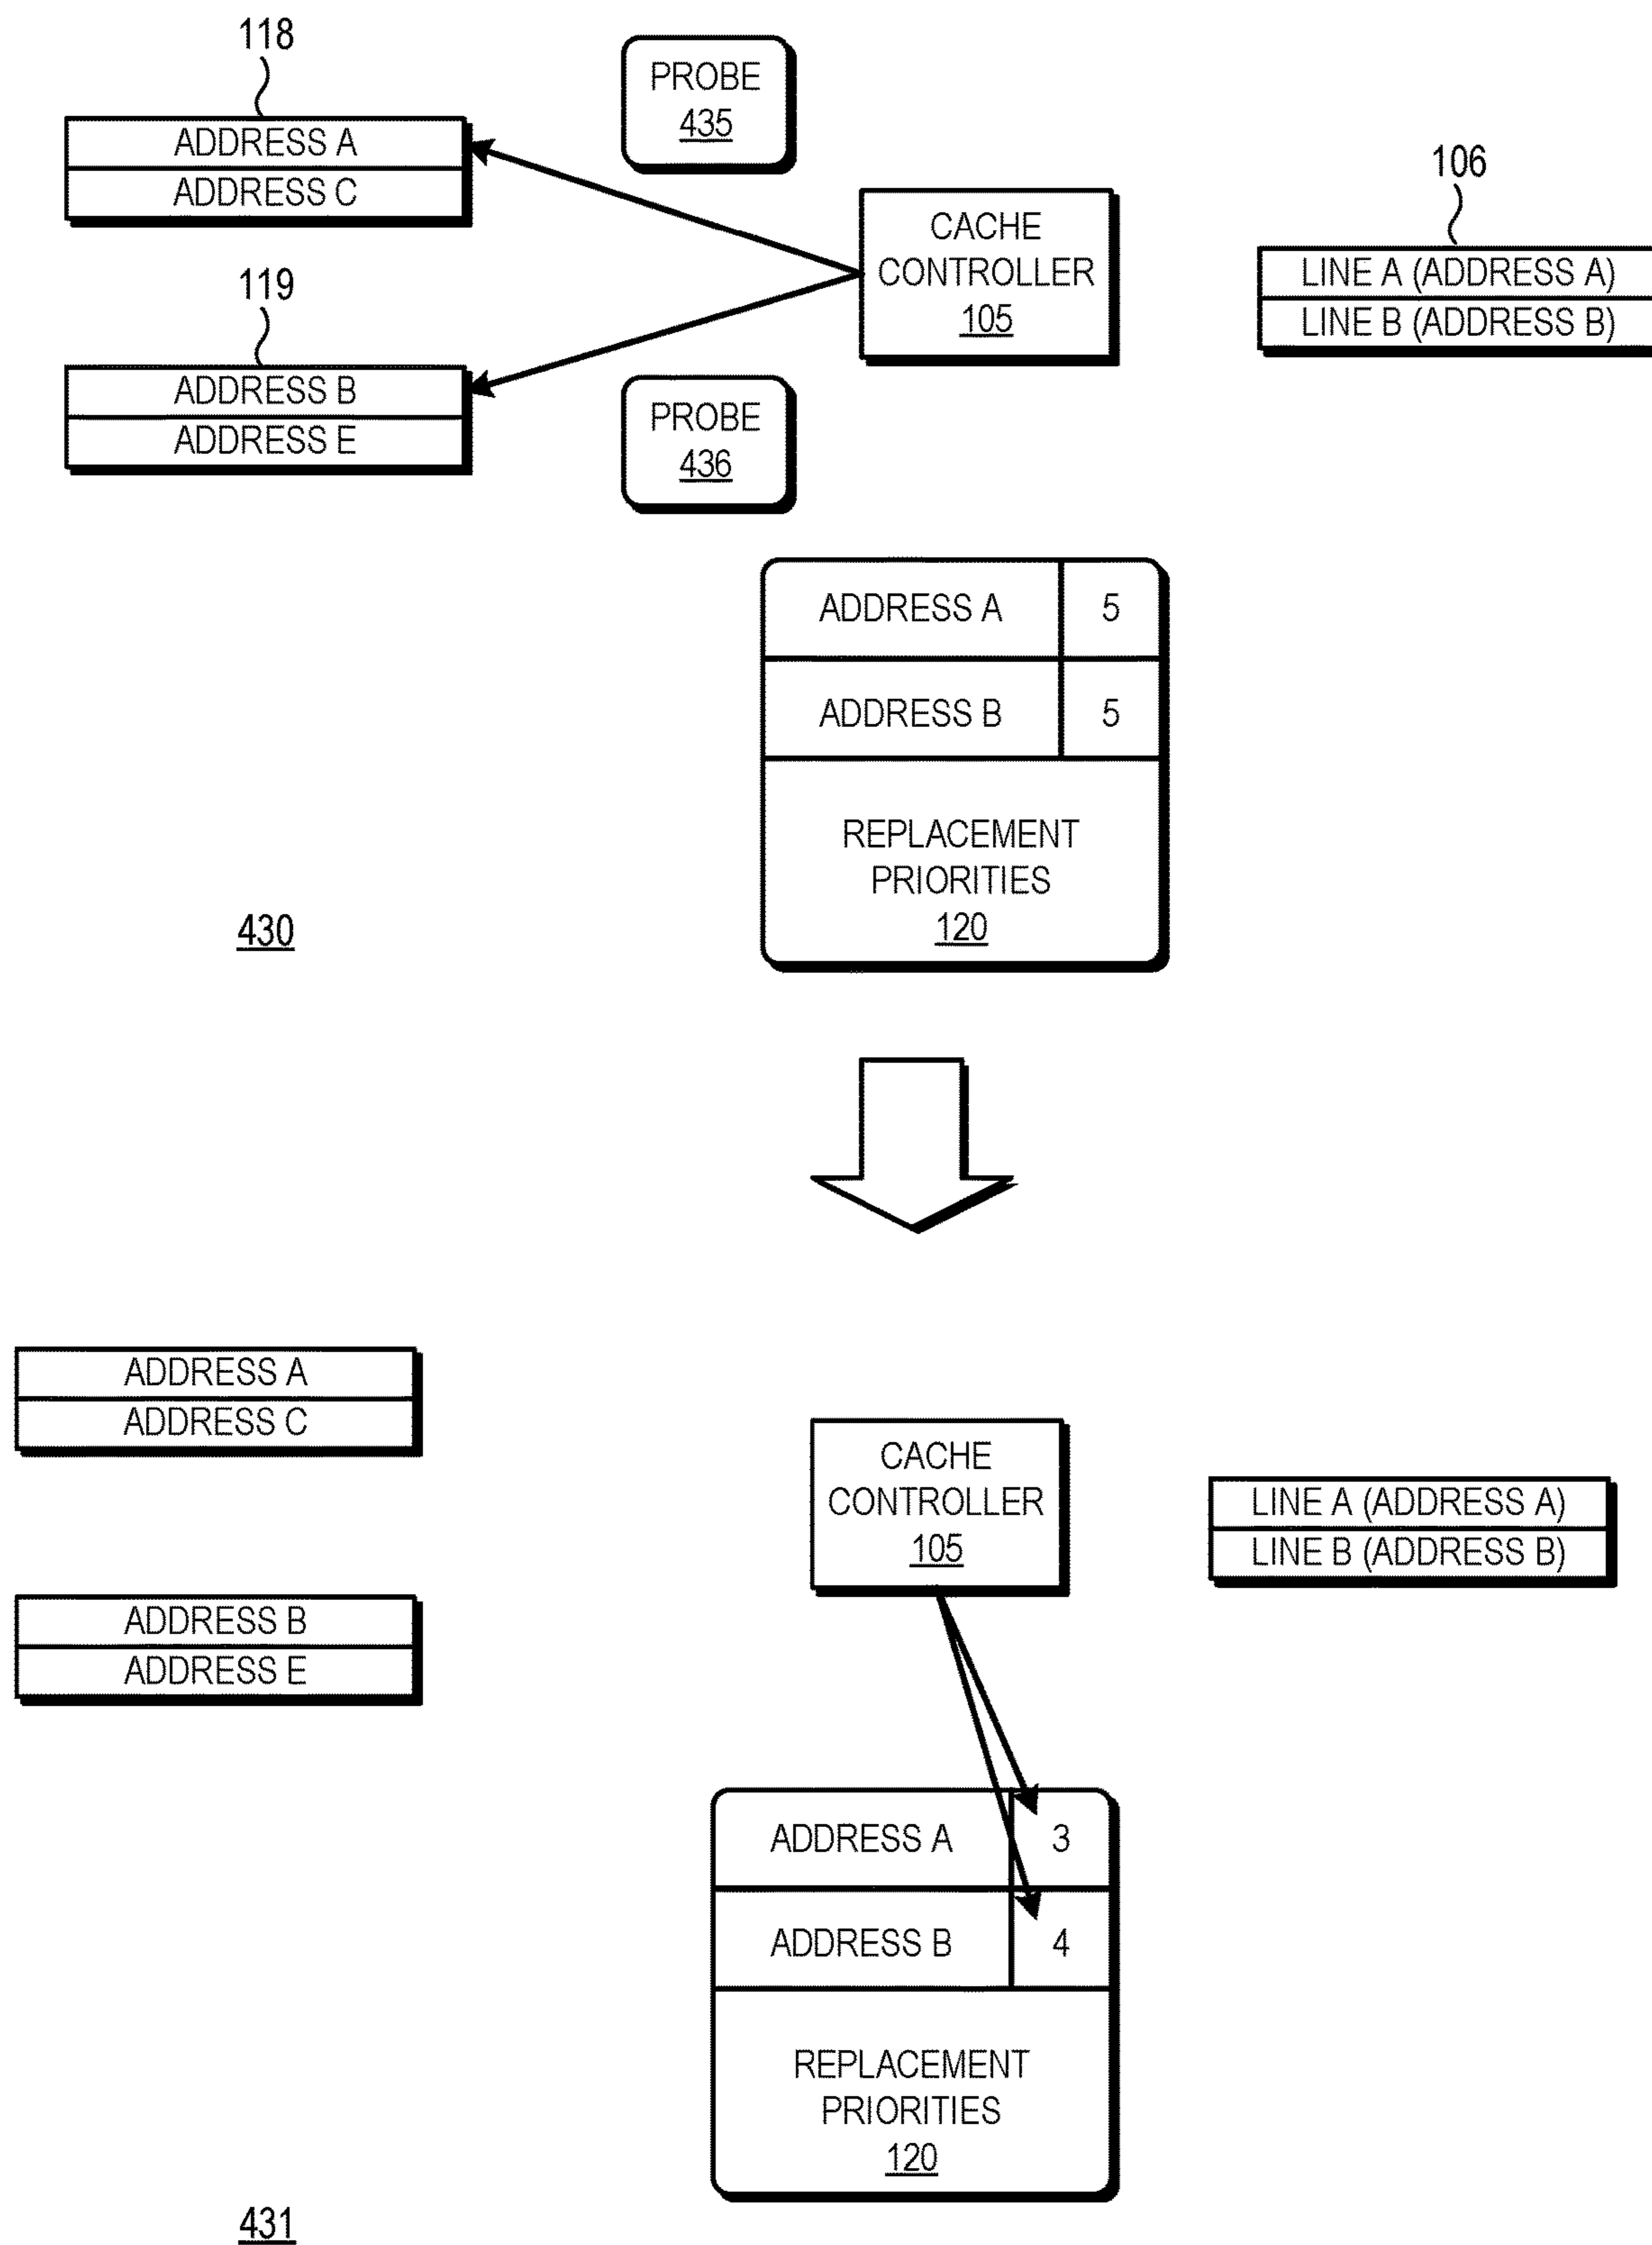 118
ADDRESS A
ADDRESS C
119
ADDRESS B
ADDRESS E
PROBE
435
PROBE
436
CACHE
CONTROLLER
105
106
LINE A (ADDRESS A)
LINE B (ADDRESS B)
ADDRESS A 5
ADDRESS B 5
REPLACEMENT
PRIORITIES
120
430
ADDRESS A
ADDRESS C
ADDRESS B
ADDRESS E
CACHE
CONTROLLER
105
LINE A (ADDRESS A)
LINE B (ADDRESS B)
ADDRESS A 3
ADDRESS B 4
REPLACEMENT
PRIORITIES
120
431